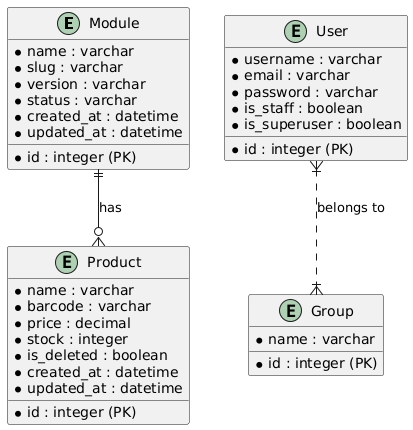 E Module
name : varchar
slug : varchar
version : varchar
status : varchar
created_at : datetime
updated_at : datetime
id : integer (PK)
E User
username : varchar
email : varchar
password : varchar
is_staff : boolean
is_superuser : boolean
id : integer (PK)
has
belongs to
E Product
name : varchar
barcode : varchar
price : decimal
stock : integer
is_deleted : boolean
created_at : datetime
updated_at : datetime
id : integer (PK)
E Group
name : varchar
id : integer (PK)